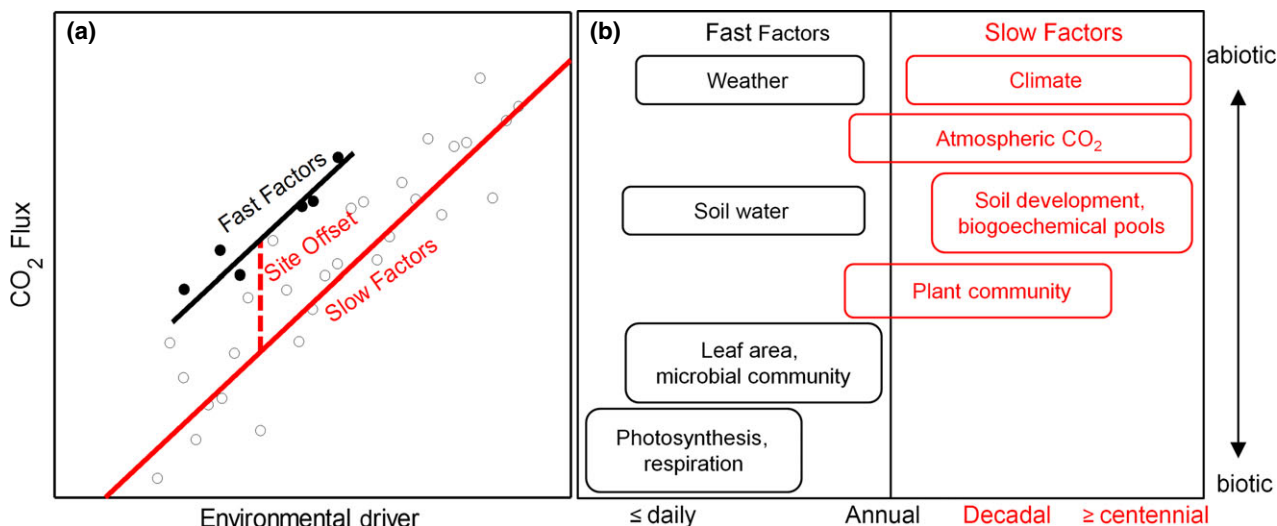 (a)
CO₂ Flux
Fast Factors
Site Offset
Slow Factors
Environmental driver
(b)
Fast Factors
Slow Factors
Weather
Climate
Atmospheric CO₂
Soil water
Soil development,
biogeochemical pools
Plant community
Leaf area,
microbial community
Photosynthesis,
respiration
abiotic
biotic
≤ daily
Annual
Decadal
≥ centennial